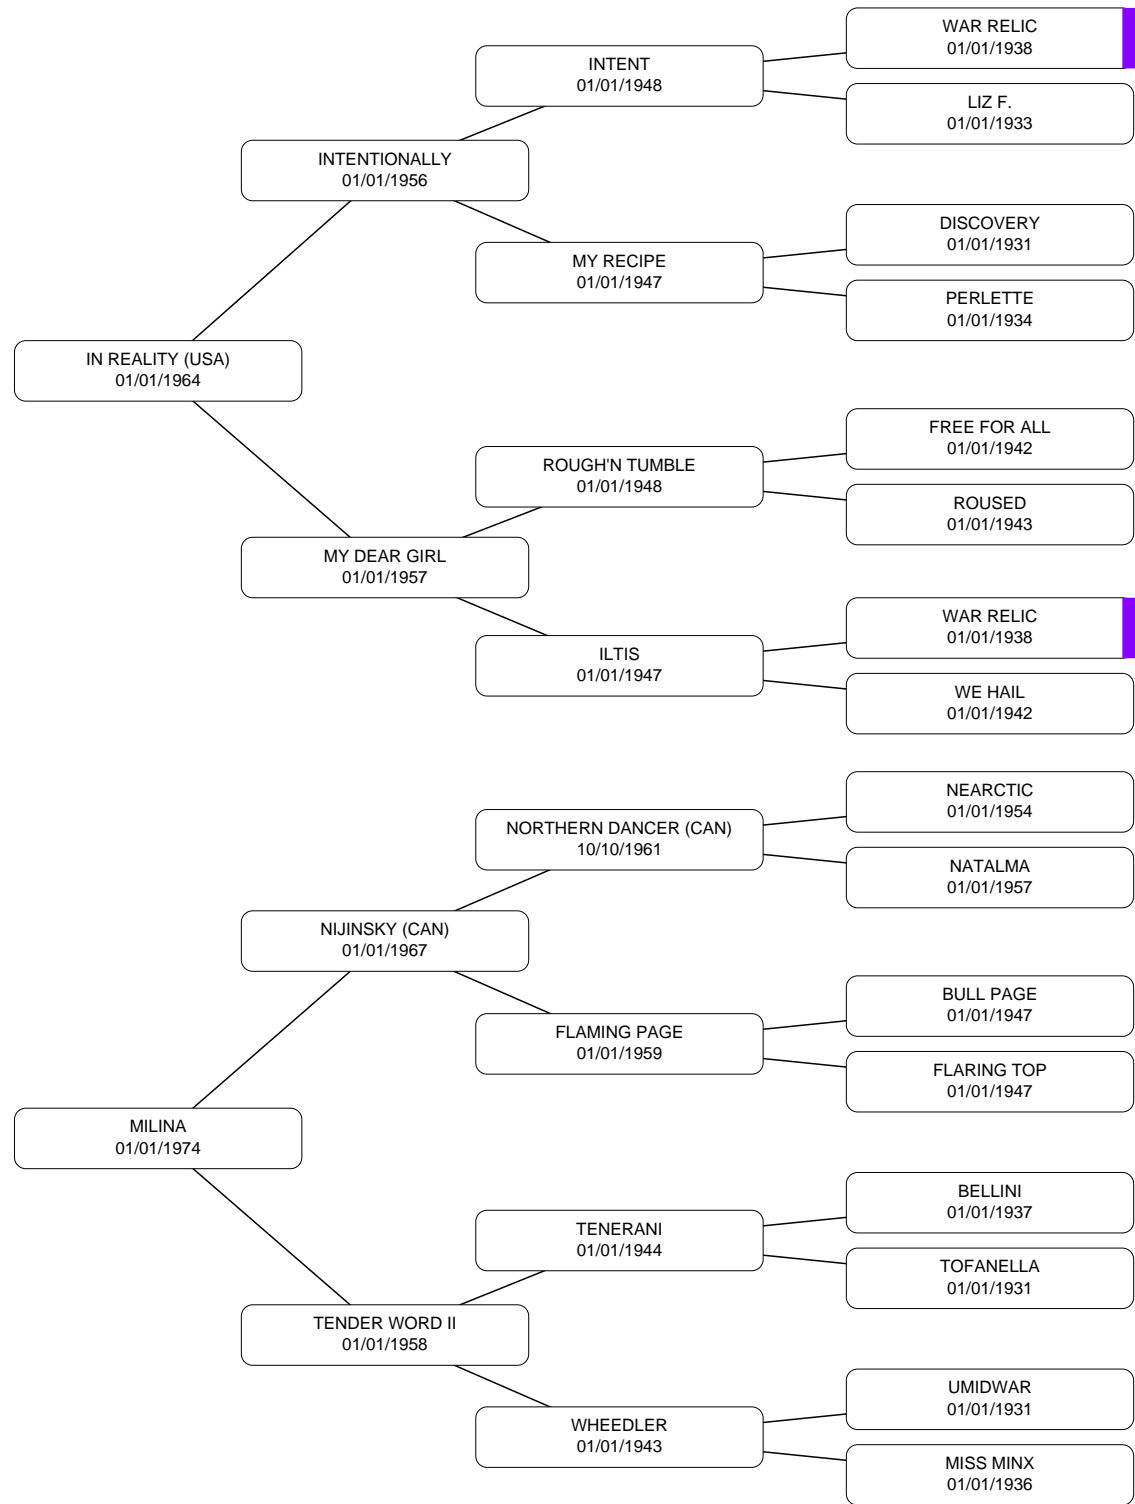 WAR RELIC
01/01/1938
INTENT
01/01/1948
LIZ F.
01/01/1933
INTENTIONALLY
01/01/1956
DISCOVERY
01/01/1931
MY RECIPE
01/01/1947
PERLETTE
01/01/1934
IN REALITY (USA)
01/01/1964
FREE FOR ALL
01/01/1942
ROUGH'N TUMBLE
01/01/1948
ROUSED
01/01/1943
MY DEAR GIRL
01/01/1957
WAR RELIC
01/01/1938
ILTIS
01/01/1947
WE HAIL
01/01/1942
NEARCTIC
01/01/1954
NORTHERN DANCER (CAN)
10/10/1961
NATALMA
01/01/1957
NIJINSKY (CAN)
01/01/1967
BULL PAGE
01/01/1947
FLAMING PAGE
01/01/1959
FLARING TOP
01/01/1947
MILINA
01/01/1974
BELLINI
01/01/1937
TENERANI
01/01/1944
TOFANELLA
01/01/1931
TENDER WORD II
01/01/1958
UMIDWAR
01/01/1931
WHEEDLER
01/01/1943
MISS MINX
01/01/1936